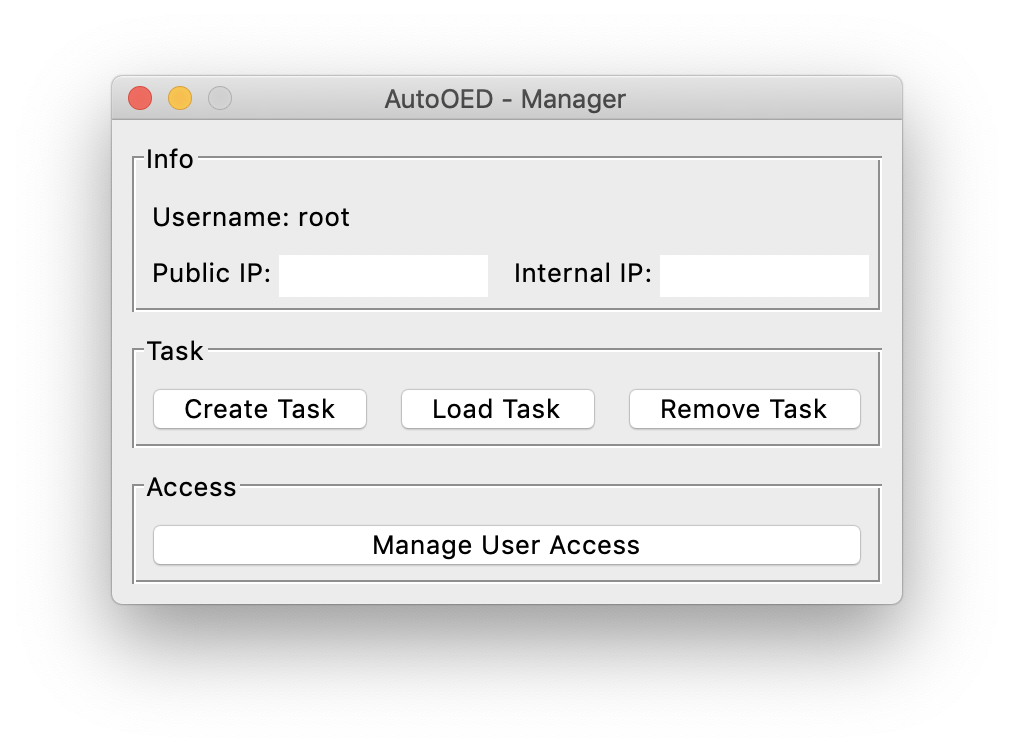 AutoOED - Manager
Info
Username: root
Public IP: Internal IP:
Task
Create Task Load Task Remove Task
Access
Manage User Access